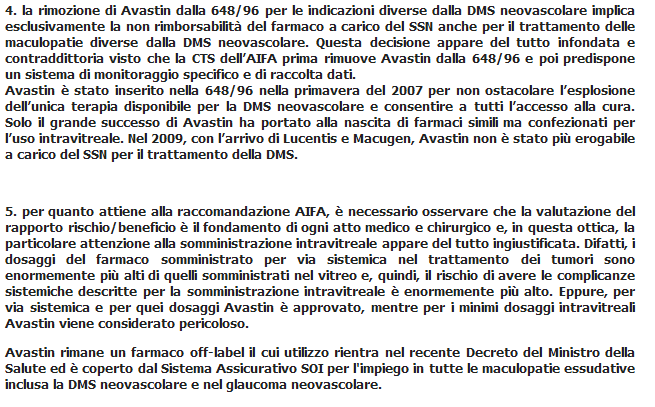 4. la rimozione di Avastin dalla 648/96 per le indicazioni diverse dalla DMS neovascolare implica
esclusivamente la non rimborsabilità del farmaco a carico del SSN anche per il trattamento delle
maculopatie diverse dalla DMS neovascolare. Questa decisione appare del tutto infondata e
contraddittoria visto che la CTS dell'AIFA prima rimuove Avastin dalla 648/96 e poi predispone
un sistema di monitoraggio specifico e di raccolta dati.
Avastin è stato inserito nella 648/96 nella primavera del 2007 per non ostacolare l'esplosione
dell'unica terapia disponibile per la DMS neovascolare e consentire a tutti l'accesso alla cura.
Solo il grande successo di Avastin ha portato alla nascita di farmaci simili ma confezionati per
l'uso intravitreale. Nel 2009, con l'arrivo di Lucentis e Macugen, Avastin non è stato più erogabile
a carico del SSN per il trattamento della DMS.
5. per quanto attiene alla raccomandazione AIFA, è necessario osservare che la valutazione del
rapporto rischio/beneficio è il fondamento di ogni atto medico e chirurgico e, in questa ottica, la
particolare attenzione alla somministrazione intravitreale appare del tutto ingiustificata. Difatti, i
dosaggi del farmaco somministrato per via sistemica nel trattamento dei tumori sono
enormemente più alti di quelli somministrati nel vitreo e, quindi, il rischio di avere le complicanze
sistemiche descritte per la somministrazione intravitreale è enormemente più alto. Eppure, per
via sistemica e per quei dosaggi Avastin è approvato, mentre per i minimi dosaggi intravitreali
Avastin viene considerato pericoloso.
Avastin rimane un farmaco off-label il cui utilizzo rientra nel recente Decreto del Ministro della
Salute ed è coperto dal Sistema Assicurativo SOI per l'impiego in tutte le maculopatie essudative
inclusa la DMS neovascolare e nel glaucoma neovascolare.